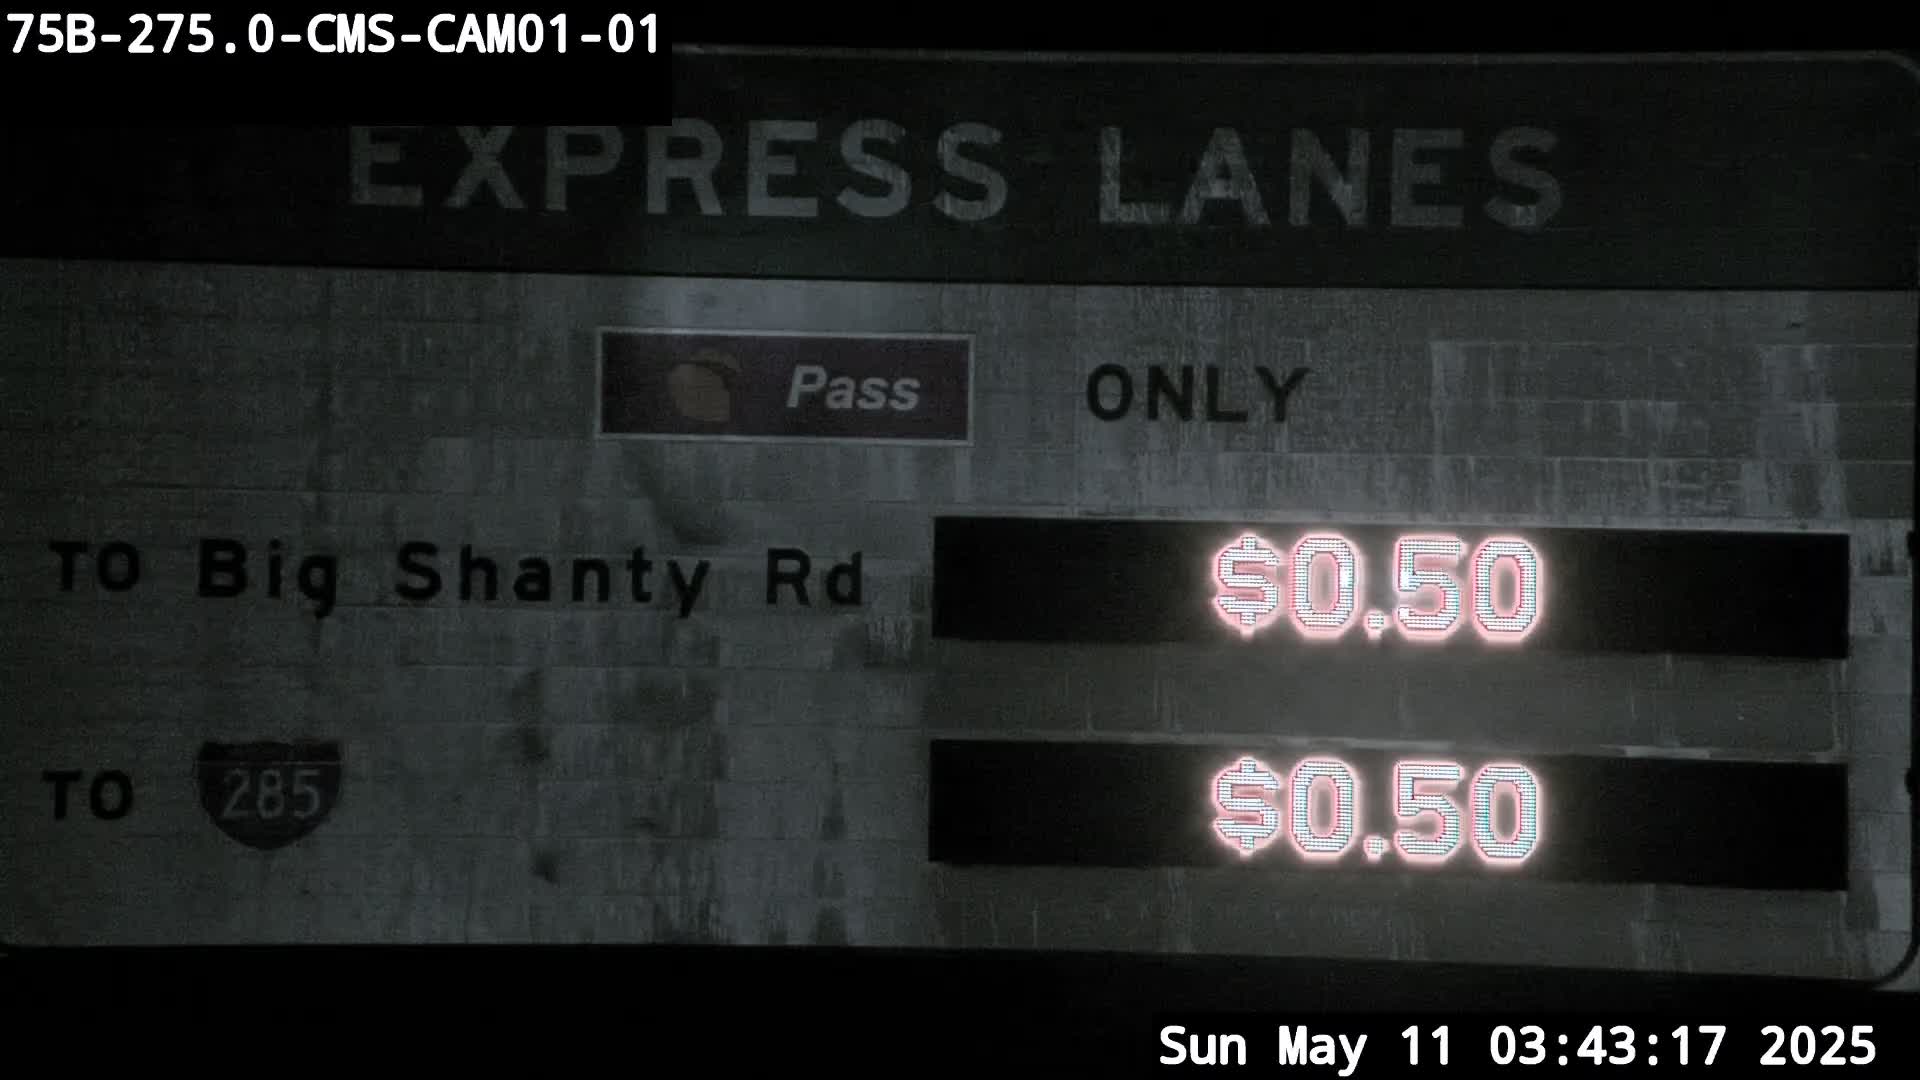 75B-275.0-CMS-CAM01-01
EXPRESS LANES
Pass ONLY
TO Big Shanty Rd $0.50
TO 285 $0.50
Sun May 11 03:43:17 2025